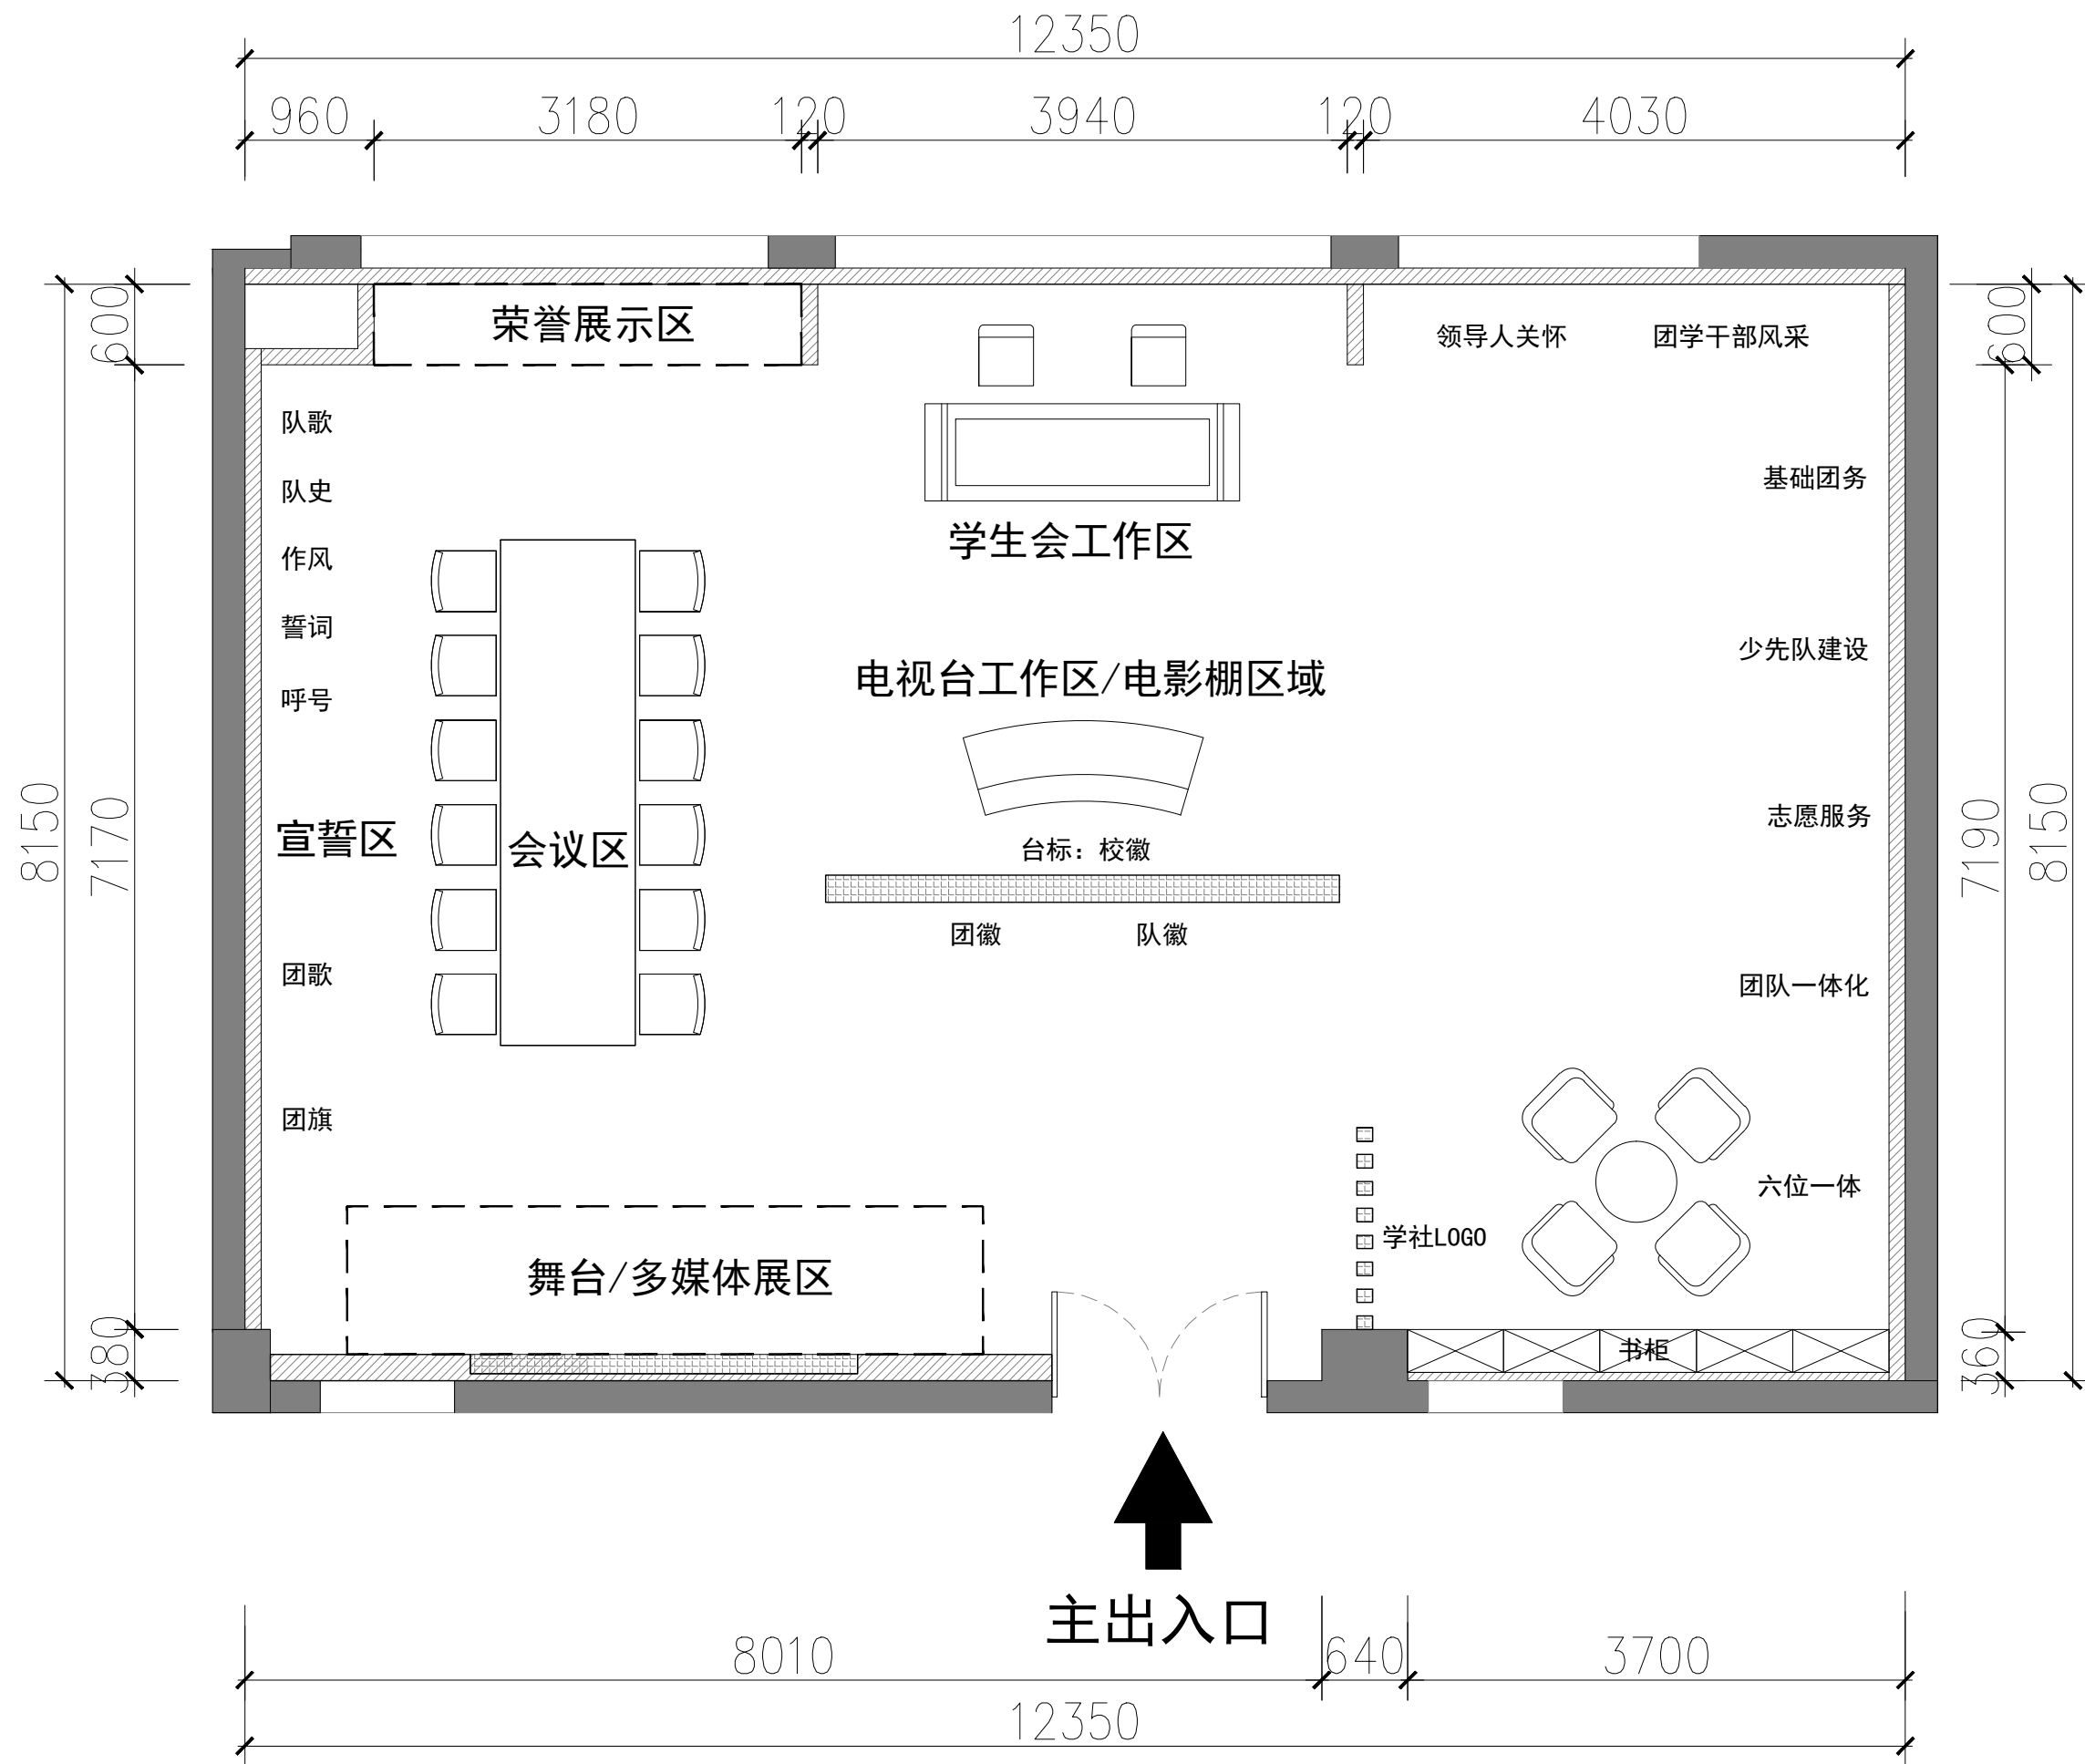 12350
960
3180
120
3940
120
4030
600
荣誉展示区
领导人关怀
团学干部风采
600
队歌
基础团务
队史
学生会工作区
作风
誓词
少先队建设
电视台工作区/电影棚区域
呼号
8150
7170
宣誓区
会议区
台标：校徽
志愿服务
7190
8150
团徽
队徽
团歌
团队一体化
团旗
六位一体
学社LOGO
舞台/多媒体展区
380
书柜
360
主出入口
8010
640
3700
12350